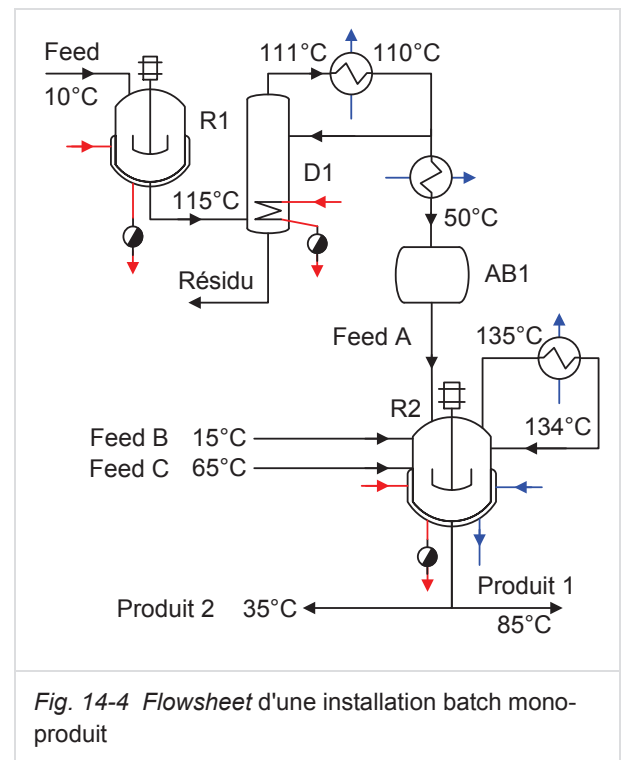 Feed
10°C
R1
111°C 110°C
D1
115°C
50°C
Résidu
AB1
Feed A
135°C
R2
134°C
Feed B 15°C
Feed C 65°C
Produit 1
Produit 2 35°C
85°C
Fig. 14-4 Flowsheet d'une installation batch mono-
produit